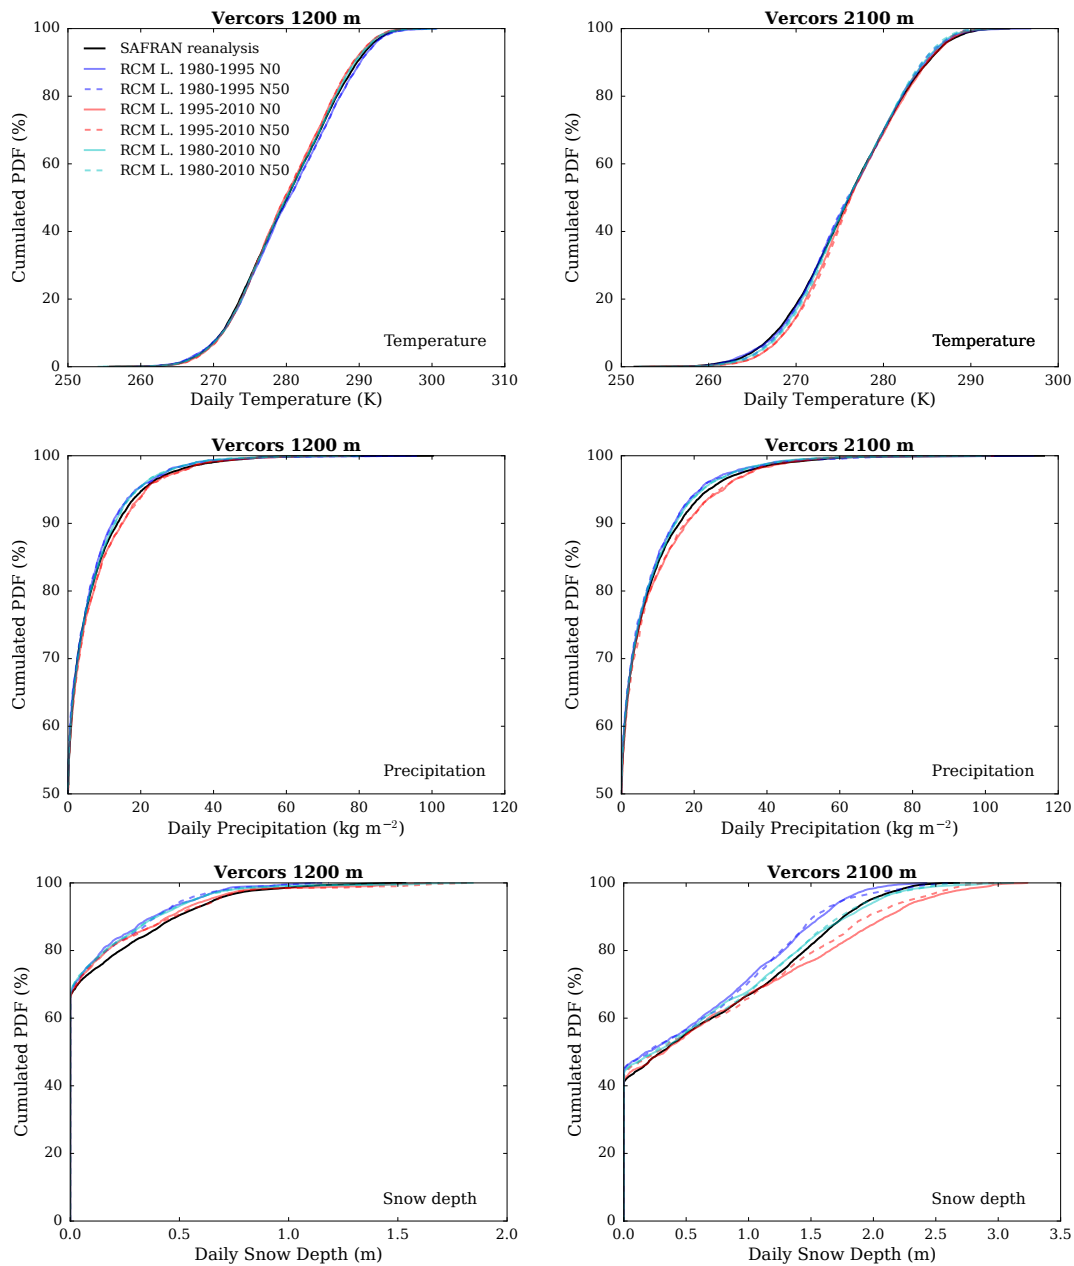 Vercors 1200 m
100
80
60
40
20
0
Cumulated PDF (%)
SAFRAN reanalysis
RCM L. 1980-1995 N0
RCM L. 1980-1995 N50
RCM L. 1995-2010 N0
RCM L. 1995-2010 N50
RCM L. 1980-2010 N0
RCM L. 1980-2010 N50
Temperature
250 260 270 280 290 300 310
Daily Temperature (K)
Vercors 2100 m
100
80
60
40
20
0
Cumulated PDF (%)
Temperature
250 260 270 280 290 300
Daily Temperature (K)
Vercors 1200 m
100
90
80
70
60
50
Cumulated PDF (%)
Precipitation
0 20 40 60 80 100 120
Daily Precipitation (kg m⁻²)
Vercors 2100 m
100
90
80
70
60
50
Cumulated PDF (%)
Precipitation
0 20 40 60 80 100 120
Daily Precipitation (kg m⁻²)
Vercors 1200 m
100
80
60
40
20
0
Cumulated PDF (%)
Snow depth
0.0 0.5 1.0 1.5 2.0
Daily Snow Depth (m)
Vercors 2100 m
100
80
60
40
20
0
Cumulated PDF (%)
Snow depth
0.0 0.5 1.0 1.5 2.0 2.5 3.0 3.5
Daily Snow Depth (m)